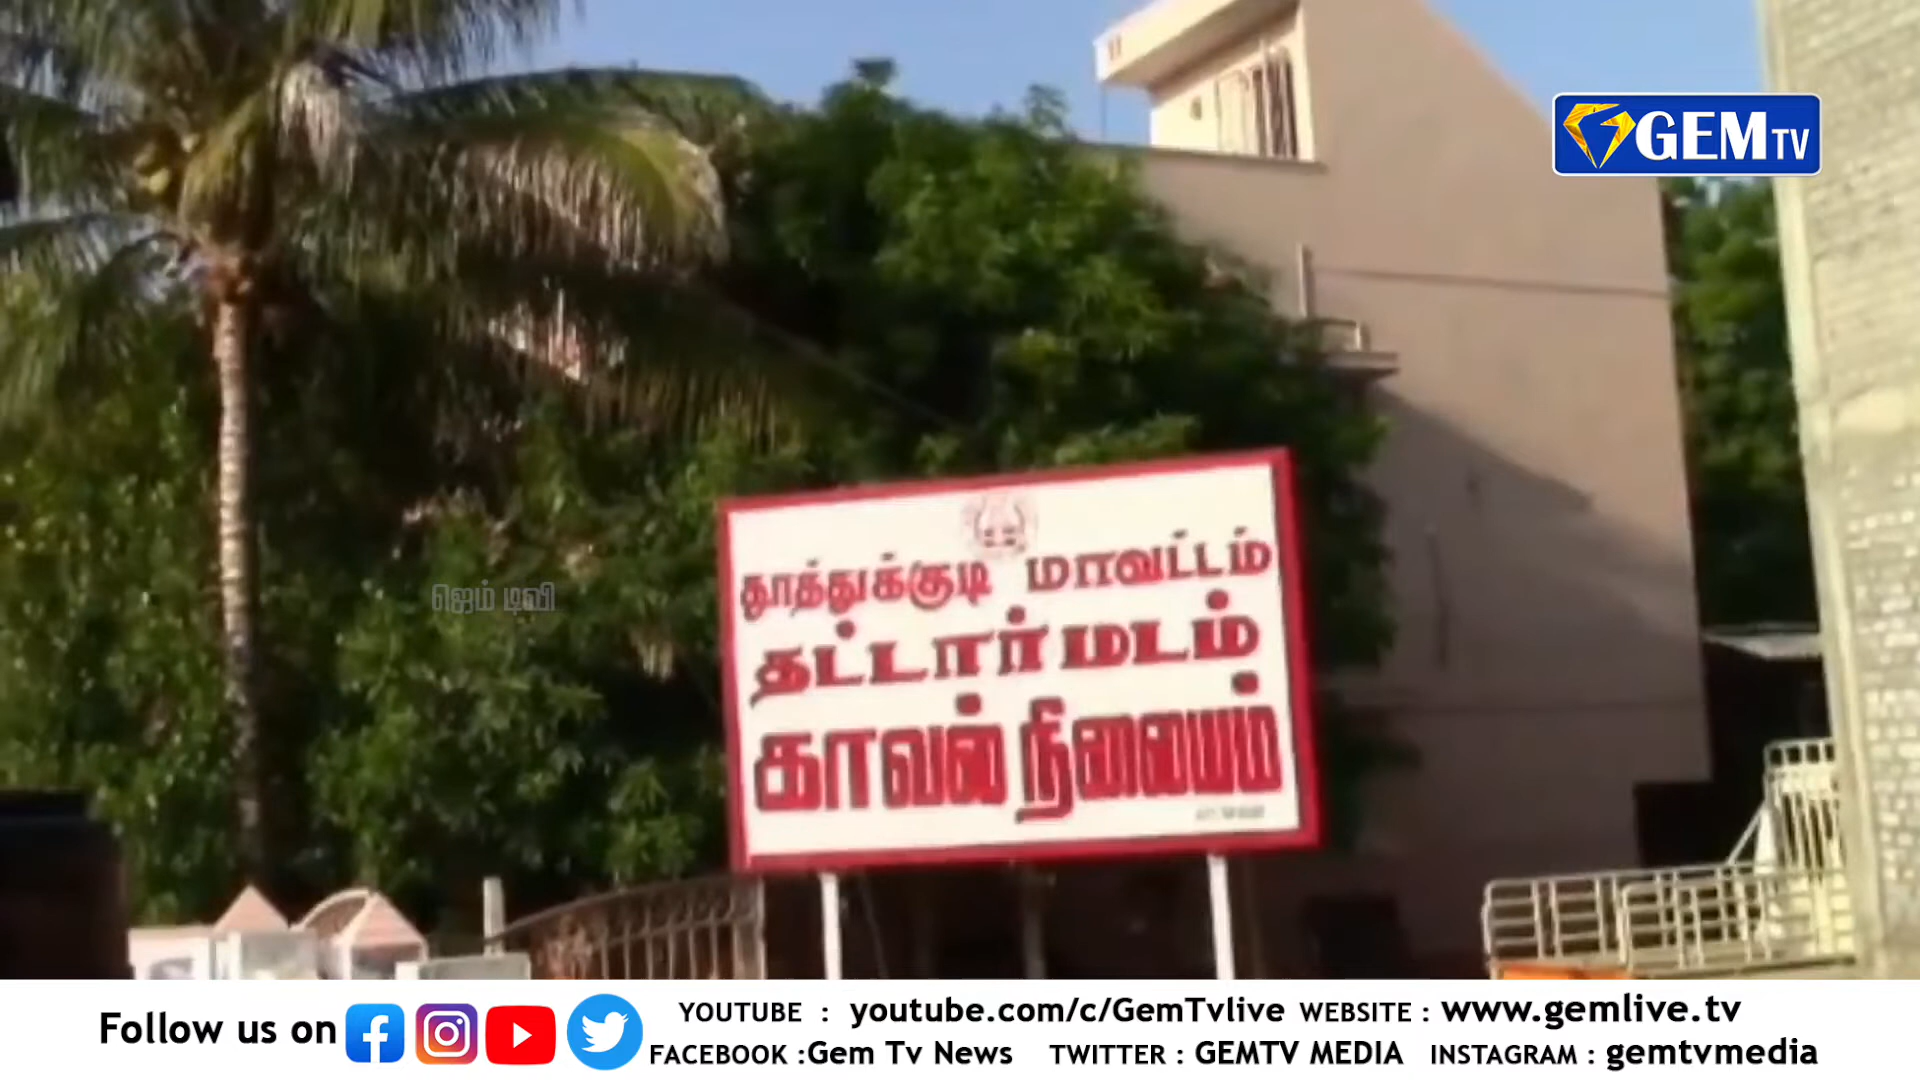 GEM TV
தூத்துக்குடி மாவட்டம்
தட்டார்மடம்
காவல் நிலையம்
ஜெம் டிவி
Follow us on
YOUTUBE : youtube.com/c/GemTvlive WEBSITE : www.gemlive.tv
FACEBOOK :Gem Tv News TWITTER : GEMTV MEDIA INSTAGRAM : gemtvmedia